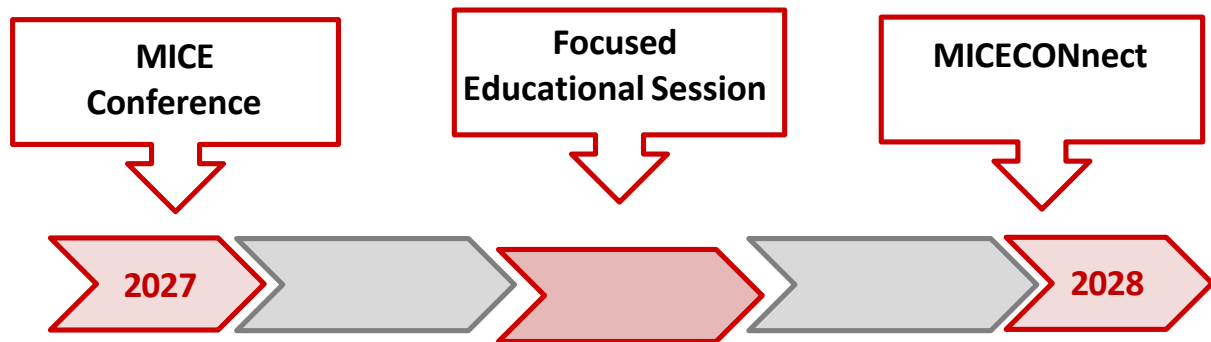 MICE
Conference
Focused
Educational Session
MICECONnect
2027
2028